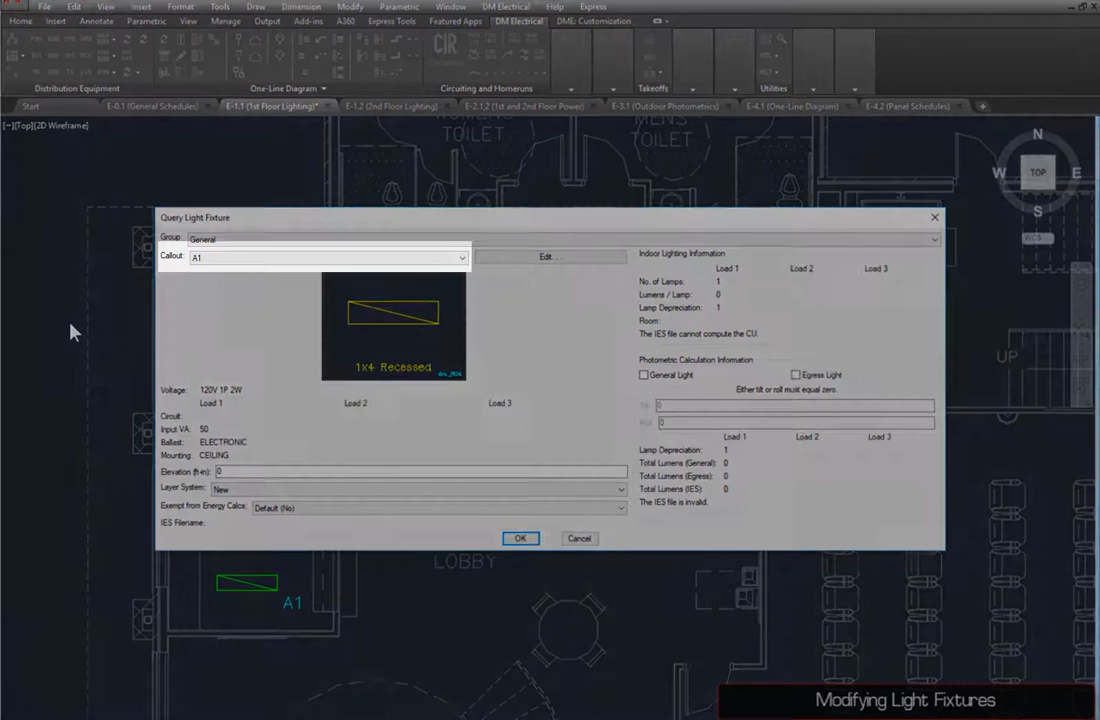 File Edit View Insert Format Tools Draw Dimension Modify Parametric Window DM Electrical Help Express
Home Insert Annotate Parametric View Manage Output Add-ins A360 Express Tools Featured Apps DM Electrical DME: Customization
CIR
Distribution Equipment One-Line Diagram Circuiting and Homeruns Takeoffs Utilities
Start E-0.1 (General Schedules) E-1.1 (1st Floor Lighting)* E-1.2 (2nd Floor Lighting) E-2.1,2 (1st and 2nd Floor Power) E-3.1 (Outdoor Photometrics) E-4.1 (One-Line Diagram) E-4.2 (Panel Schedules)
[−][Top][2D Wireframe]
WOMENS
TOILET
MENS
TOILET
N
W TOP E
S
WCS
Query Light Fixture
Group: General
Callout: A1 Edit...
1x4 Recessed
Voltage: 120V 1P 2W
Load 1 Load 2 Load 3
Circuit:
Input VA: 50
Ballast: ELECTRONIC
Mounting: CEILING
Elevation (ft-in): 0
Layer System: New
Exempt from Energy Calcs: Default (No)
IES Filename:
Indoor Lighting Information
Load 1 Load 2 Load 3
No. of Lamps: 1
Lumens / Lamp: 0
Lamp Depreciation: 1
Room:
The IES file cannot compute the CU.
Photometric Calculation Information
General Light Egress Light
Either tilt or roll must equal zero.
0
0
Load 1 Load 2 Load 3
Lamp Depreciation: 1
Total Lumens (General): 0
Total Lumens (Egress): 0
Total Lumens (IES): 0
The IES file is invalid.
OK Cancel
UP
LOBBY
A1
Modifying Light Fixtures